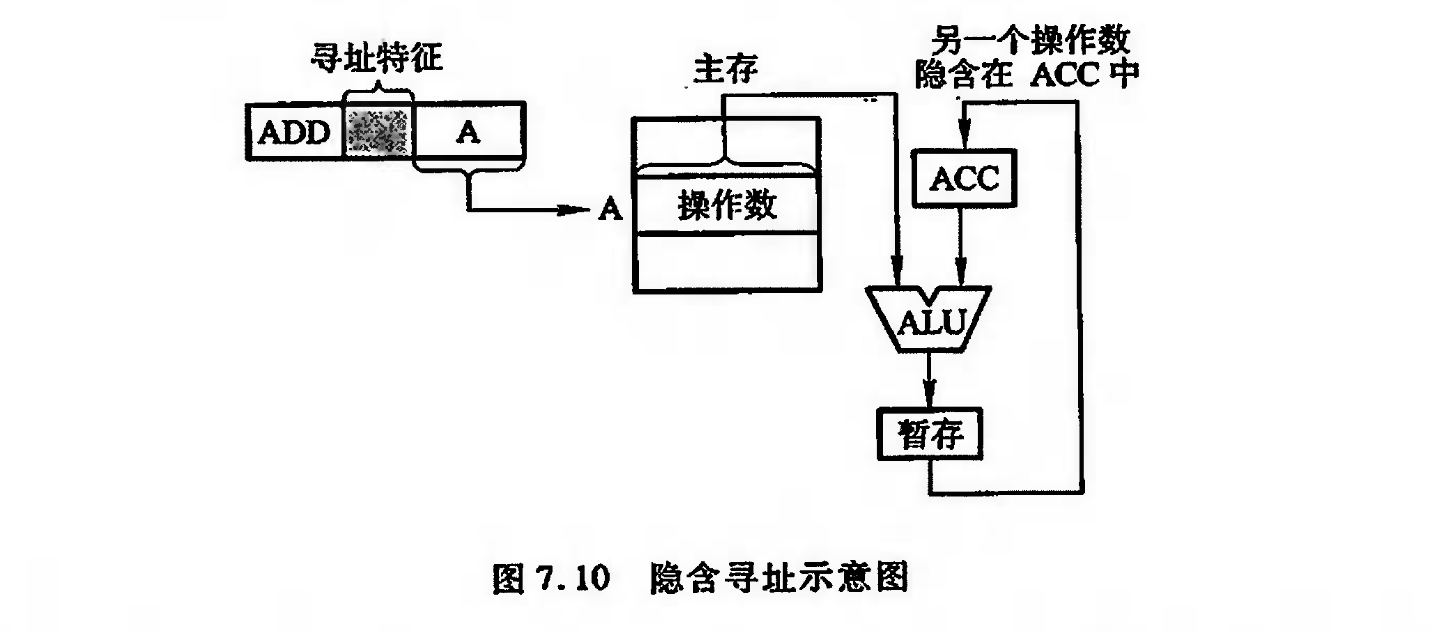 寻址特征
ADD
A
主存
另一个操作数
隐含在 ACC 中
A
操作数
ACC
ALU
暂存
图 7.10 隐含寻址示意图